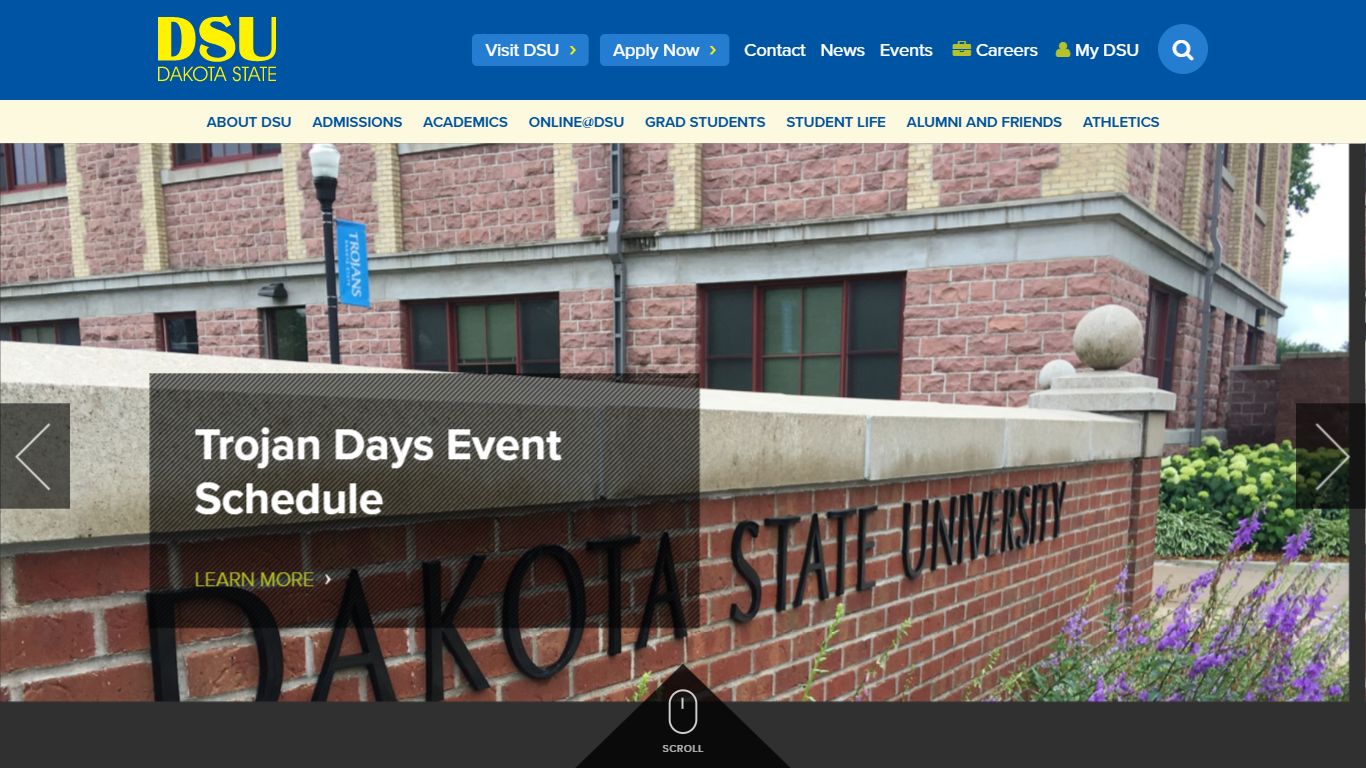 DSU
DAKOTA STATE
Visit DSU ›
Apply Now ›
Contact
News
Events
Careers
My DSU
ABOUT DSU
ADMISSIONS
ACADEMICS
ONLINE@DSU
GRAD STUDENTS
STUDENT LIFE
ALUMNI AND FRIENDS
ATHLETICS
TROJANS
DAKOTA STATE
Trojan Days Event
Schedule
LEARN MORE ›
DAKOTA STATE UNIVERSITY
SCROLL